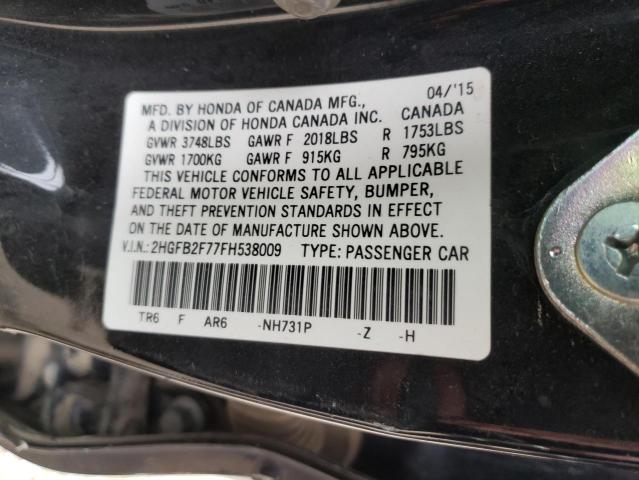 04/'15
MFD. BY HONDA OF CANADA MFG., CANADA
A DIVISION OF HONDA CANADA INC.
GVWR 3748LBS GAWR F 2018LBS R 1753LBS
GVWR 1700KG GAWR F 915KG R 795KG
THIS VEHICLE CONFORMS TO ALL APPLICABLE
FEDERAL MOTOR VEHICLE SAFETY, BUMPER,
AND THEFT PREVENTION STANDARDS IN EFFECT
ON THE DATE OF MANUFACTURE SHOWN ABOVE.
V.I.N.: 2HGFB2F77FH538009 TYPE: PASSENGER CAR
TR6 F AR6 -NH731P -Z -H